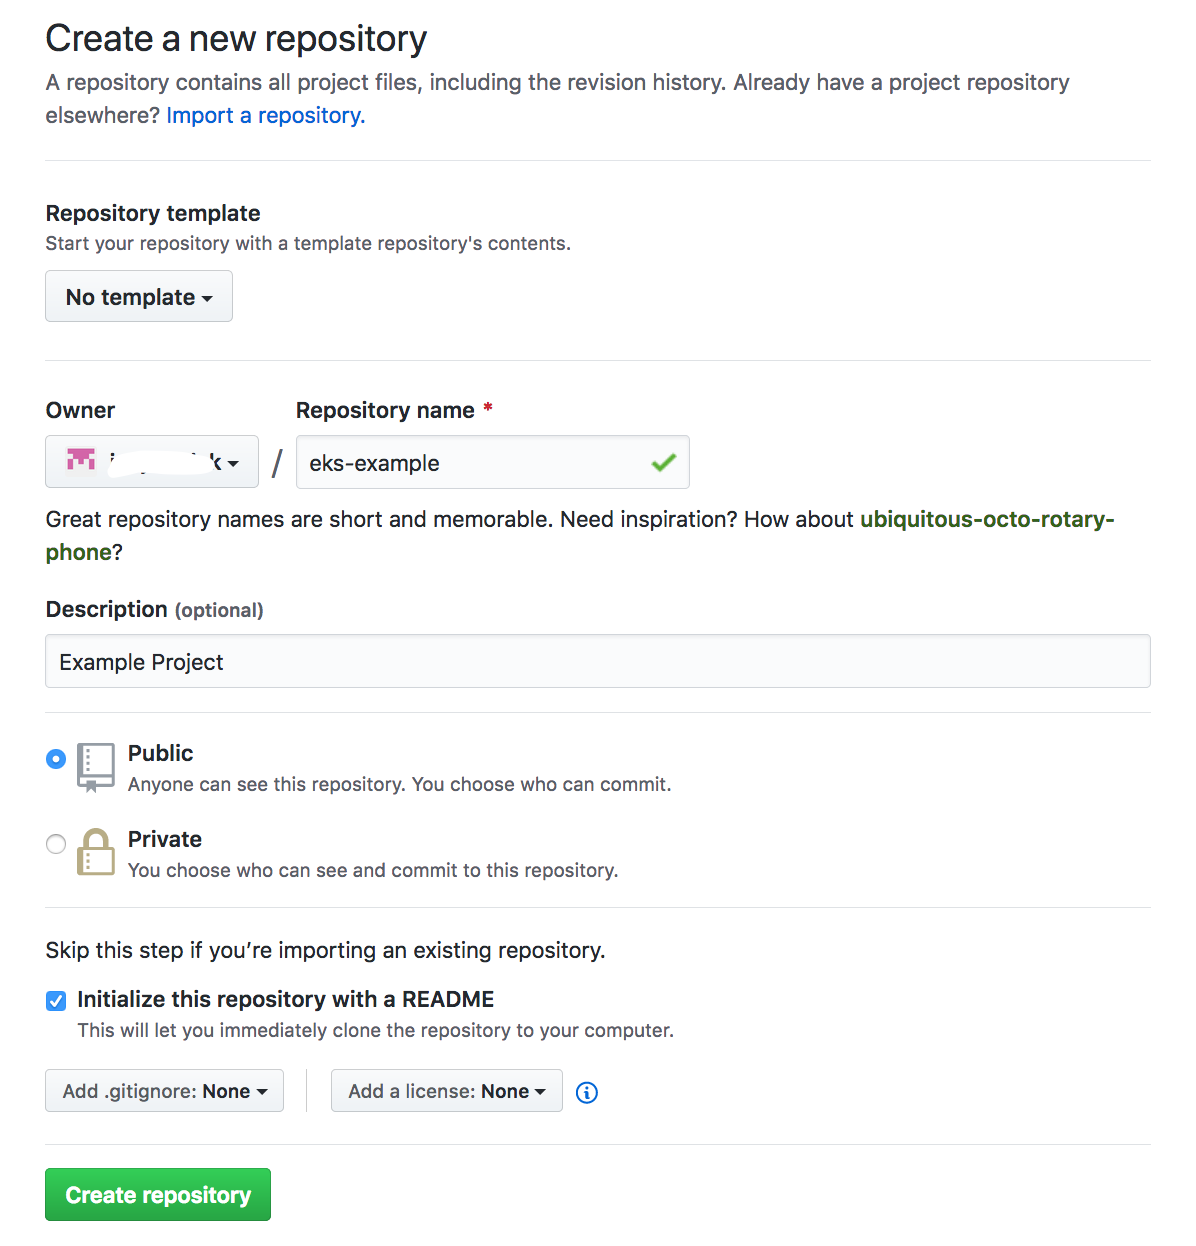 Create a new repository
A repository contains all project files, including the revision history. Already have a project repository
elsewhere? Import a repository.
Repository template
Start your repository with a template repository's contents.
No template
Owner
Repository name *
/
eks-example
Great repository names are short and memorable. Need inspiration? How about ubiquitous-octo-rotary-
phone?
Description (optional)
Example Project
Public
Anyone can see this repository. You choose who can commit.
Private
You choose who can see and commit to this repository.
Skip this step if you’re importing an existing repository.
Initialize this repository with a README
This will let you immediately clone the repository to your computer.
Add .gitignore: None
Add a license: None
Create repository